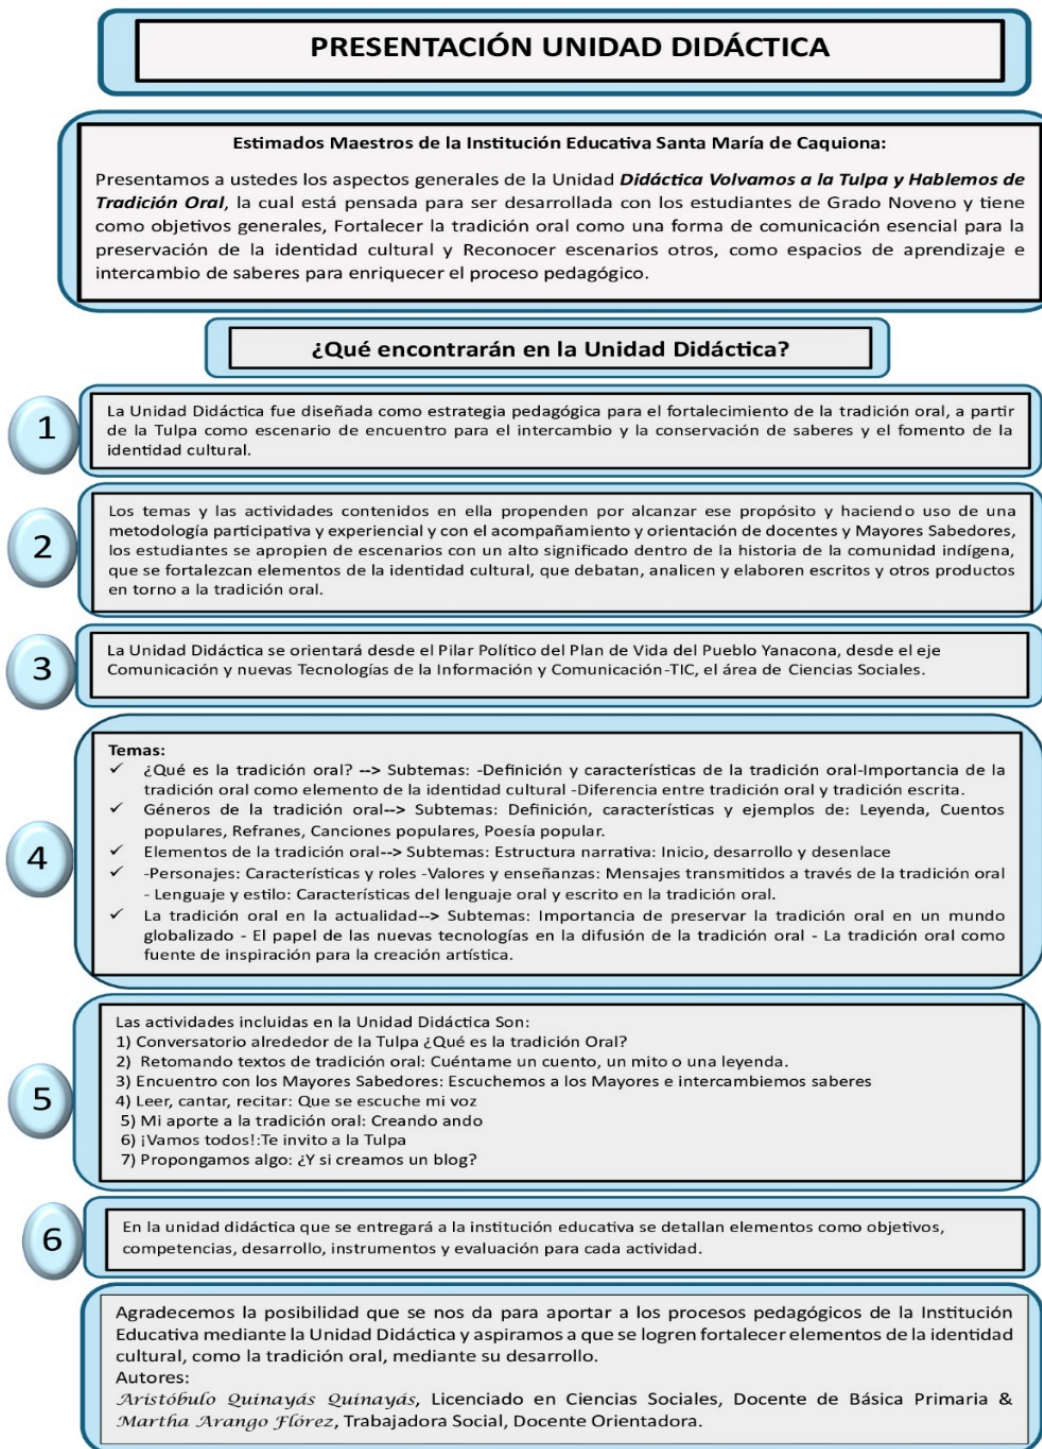 PRESENTACIÓN UNIDAD DIDÁCTICA
Estimados Maestros de la Institución Educativa Santa María de Caquiona:
Presentamos a ustedes los aspectos generales de la Unidad Didáctica Volvamos a la Tulpa y Hablemos de
Tradición Oral, la cual está pensada para ser desarrollada con los estudiantes de Grado Noveno y tiene
como objetivos generales, Fortalecer la tradición oral como una forma de comunicación esencial para la
preservación de la identidad cultural y Reconocer escenarios otros, como espacios de aprendizaje e
intercambio de saberes para enriquecer el proceso pedagógico.
¿Qué encontrarán en la Unidad Didáctica?
1
La Unidad Didáctica fue diseñada como estrategia pedagógica para el fortalecimiento de la tradición oral, a partir
de la Tulpa como escenario de encuentro para el intercambio y la conservación de saberes y el fomento de la
identidad cultural.
2
Los temas y las actividades contenidos en ella propenden por alcanzar ese propósito y haciendo uso de una
metodología participativa y experiencial y con el acompañamiento y orientación de docentes y Mayores Sabedores,
los estudiantes se apropien de escenarios con un alto significado dentro de la historia de la comunidad indígena,
que se fortalezcan elementos de la identidad cultural, que debatan, analicen y elaboren escritos y otros productos
en torno a la tradición oral.
3
La Unidad Didáctica se orientará desde el Pilar Político del Plan de Vida del Pueblo Yanacona, desde el eje
Comunicación y nuevas Tecnologías de la Información y Comunicación-TIC, el área de Ciencias Sociales.
4
Temas:
✓ ¿Qué es la tradición oral? --> Subtemas: -Definición y características de la tradición oral-Importancia de la
tradición oral como elemento de la identidad cultural -Diferencia entre tradición oral y tradición escrita.
✓ Géneros de la tradición oral--> Subtemas: Definición, características y ejemplos de: Leyenda, Cuentos
populares, Refranes, Canciones populares, Poesía popular.
✓ Elementos de la tradición oral--> Subtemas: Estructura narrativa: Inicio, desarrollo y desenlace
✓ -Personajes: Características y roles -Valores y enseñanzas: Mensajes transmitidos a través de la tradición oral
- Lenguaje y estilo: Características del lenguaje oral y escrito en la tradición oral.
✓ La tradición oral en la actualidad--> Subtemas: Importancia de preservar la tradición oral en un mundo
globalizado - El papel de las nuevas tecnologías en la difusión de la tradición oral - La tradición oral como
fuente de inspiración para la creación artística.
5
Las actividades incluidas en la Unidad Didáctica Son:
1) Conversatorio alrededor de la Tulpa ¿Qué es la tradición Oral?
2) Retomando textos de tradición oral: Cuéntame un cuento, un mito o una leyenda.
3) Encuentro con los Mayores Sabedores: Escuchemos a los Mayores e intercambiemos saberes
4) Leer, cantar, recitar: Que se escuche mi voz
5) Mi aporte a la tradición oral: Creando ando
6) ¡Vamos todos!:Te invito a la Tulpa
7) Propongamos algo: ¿Y si creamos un blog?
6
En la unidad didáctica que se entregará a la institución educativa se detallan elementos como objetivos,
competencias, desarrollo, instrumentos y evaluación para cada actividad.
Agradecemos la posibilidad que se nos da para aportar a los procesos pedagógicos de la Institución
Educativa mediante la Unidad Didáctica y aspiramos a que se logren fortalecer elementos de la identidad
cultural, como la tradición oral, mediante su desarrollo.
Autores:
Aristóbulo Quinayás Quinayás, Licenciado en Ciencias Sociales, Docente de Básica Primaria &
Martha Arango Flórez, Trabajadora Social, Docente Orientadora.